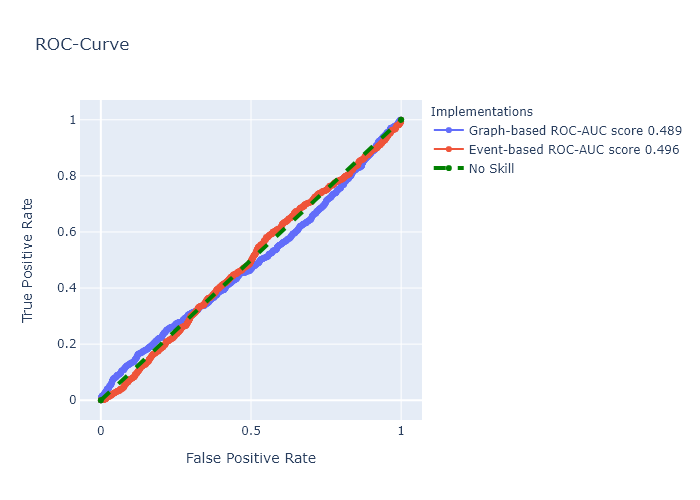 ROC-Curve
Implementations
Graph-based ROC-AUC score 0.489
Event-based ROC-AUC score 0.496
No Skill
True Positive Rate
1
0.8
0.6
0.4
0.2
0
0
0.5
1
False Positive Rate